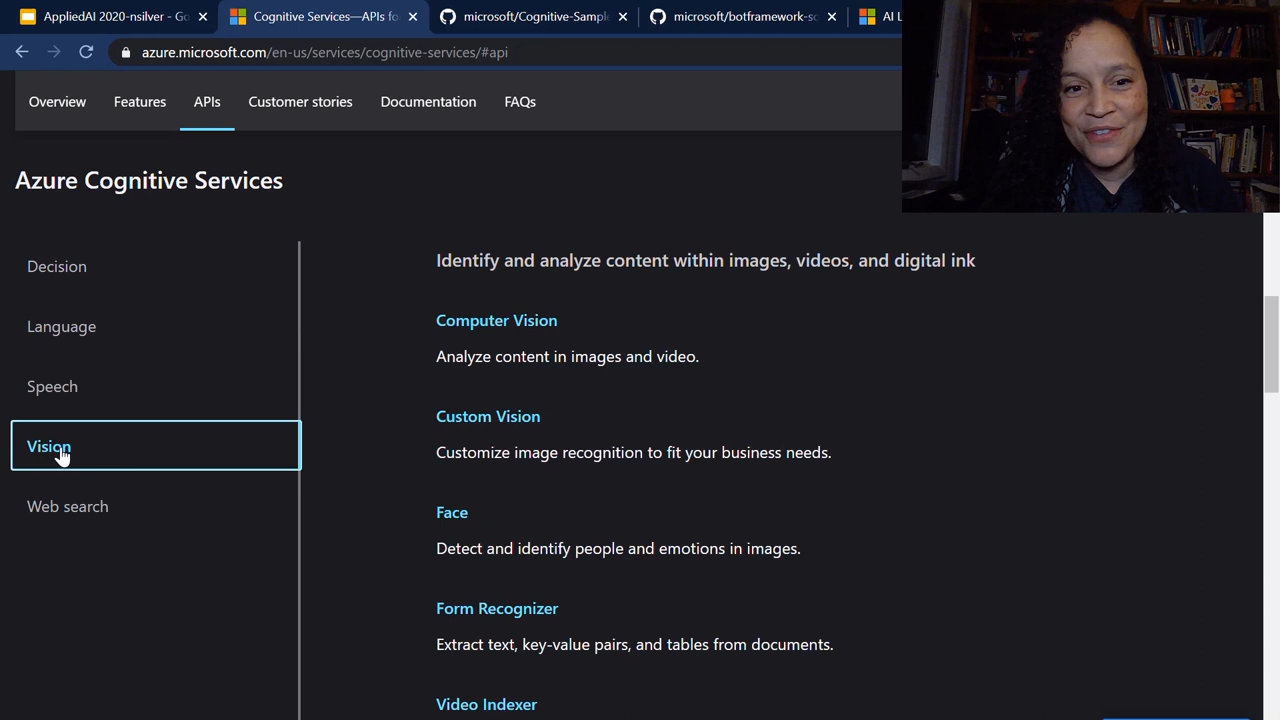 AppliedAI 2020-nsilver - Go
Cognitive Services—APIs fo
microsoft/Cognitive-Sample
microsoft/botframework-so
AI L
azure.microsoft.com/en-us/services/cognitive-services/#api
Overview
Features
APIs
Customer stories
Documentation
FAQs
Azure Cognitive Services
Decision
Language
Speech
Vision
Web search
Identify and analyze content within images, videos, and digital ink
Computer Vision
Analyze content in images and video.
Custom Vision
Customize image recognition to fit your business needs.
Face
Detect and identify people and emotions in images.
Form Recognizer
Extract text, key-value pairs, and tables from documents.
Video Indexer